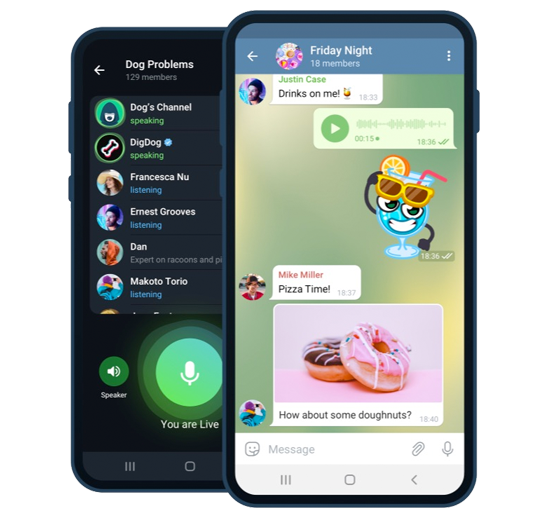 Dog Problems
129 members
Dog's Channel
speaking
DigDog
speaking
Francesca Nu
listening
Ernest Grooves
listening
Dan
Expert on racoons and pi
Makoto Torio
listening
Speaker
You are Live
Friday Night
18 members
Justin Case
Drinks on me! 18:33
00:15
18:36
18:36
Mike Miller
Pizza Time! 18:37
How about some doughnuts? 18:40
Message